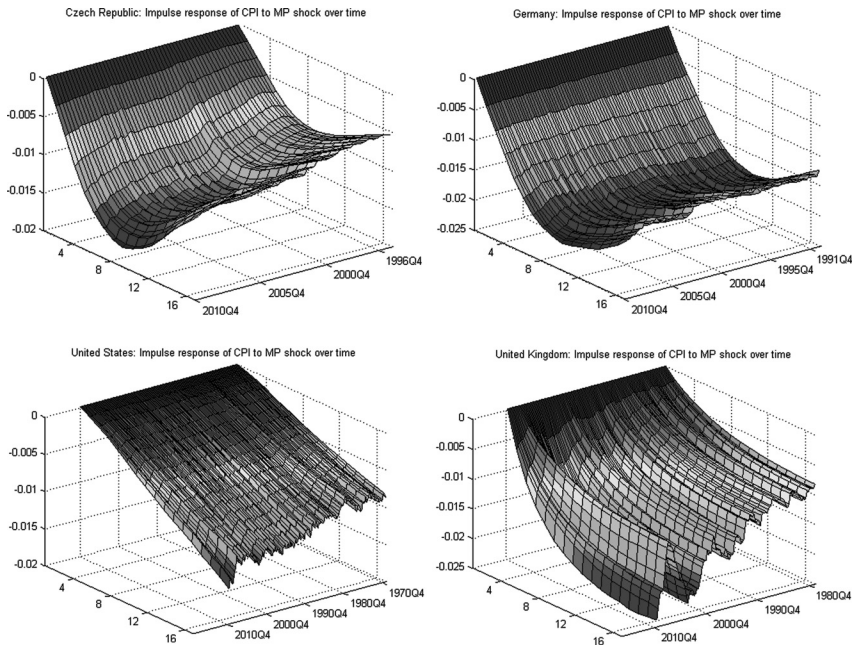 Czech Republic: Impulse response of CPI to MP shock over time
0
-0.005
-0.01
-0.015
-0.02
4
8
12
16
2010Q4
2005Q4
2000Q4
1996Q4
Germany: Impulse response of CPI to MP shock over time
0
-0.005
-0.01
-0.015
-0.02
-0.025
4
8
12
16
2010Q4
2005Q4
2000Q4
1995Q4
1991Q4
United States: Impulse response of CPI to MP shock over time
0
-0.005
-0.01
-0.015
-0.02
4
8
12
16
2010Q4
2000Q4
1990Q4
1980Q4
1970Q4
United Kingdom: Impulse response of CPI to MP shock over time
0
-0.005
-0.01
-0.015
-0.02
-0.025
4
8
12
16
2010Q4
2000Q4
1990Q4
1980Q4